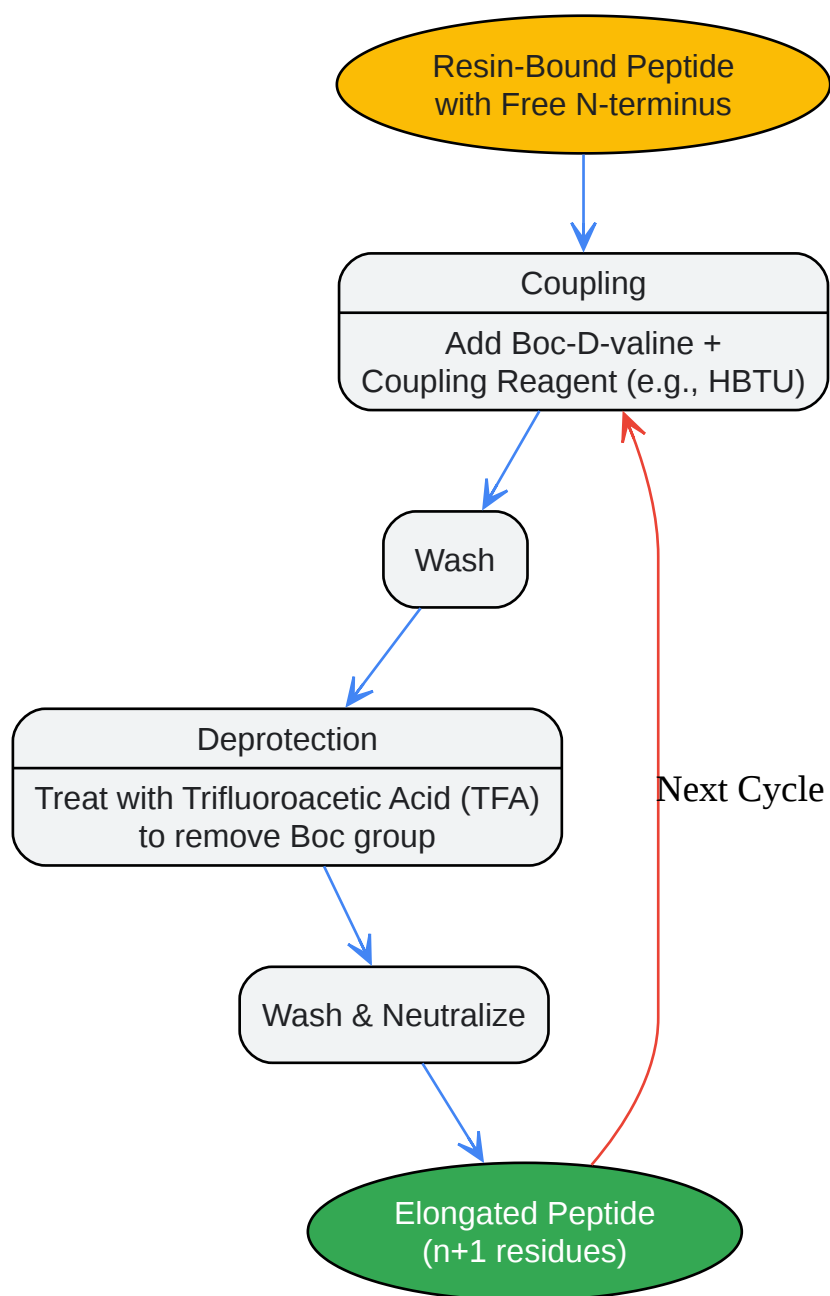 Resin-Bound Peptide
with Free N-terminus
Coupling
Add Boc-D-valine +
Coupling Reagent (e.g., HBTU)
Wash
Deprotection
Treat with Trifluoroacetic Acid (TFA)
to remove Boc group
Next Cycle
Wash & Neutralize
Elongated Peptide
(n+1 residues)